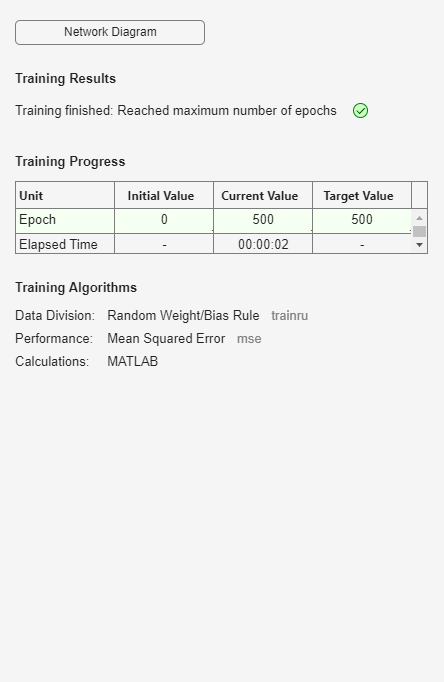 Network Diagram
Training Results
Training finished: Reached maximum number of epochs
Training Progress
Unit Initial Value Current Value Target Value
Epoch 0 500 500
Elapsed Time - 00:00:02 -
Training Algorithms
Data Division: Random Weight/Bias Rule trainru
Performance: Mean Squared Error mse
Calculations: MATLAB